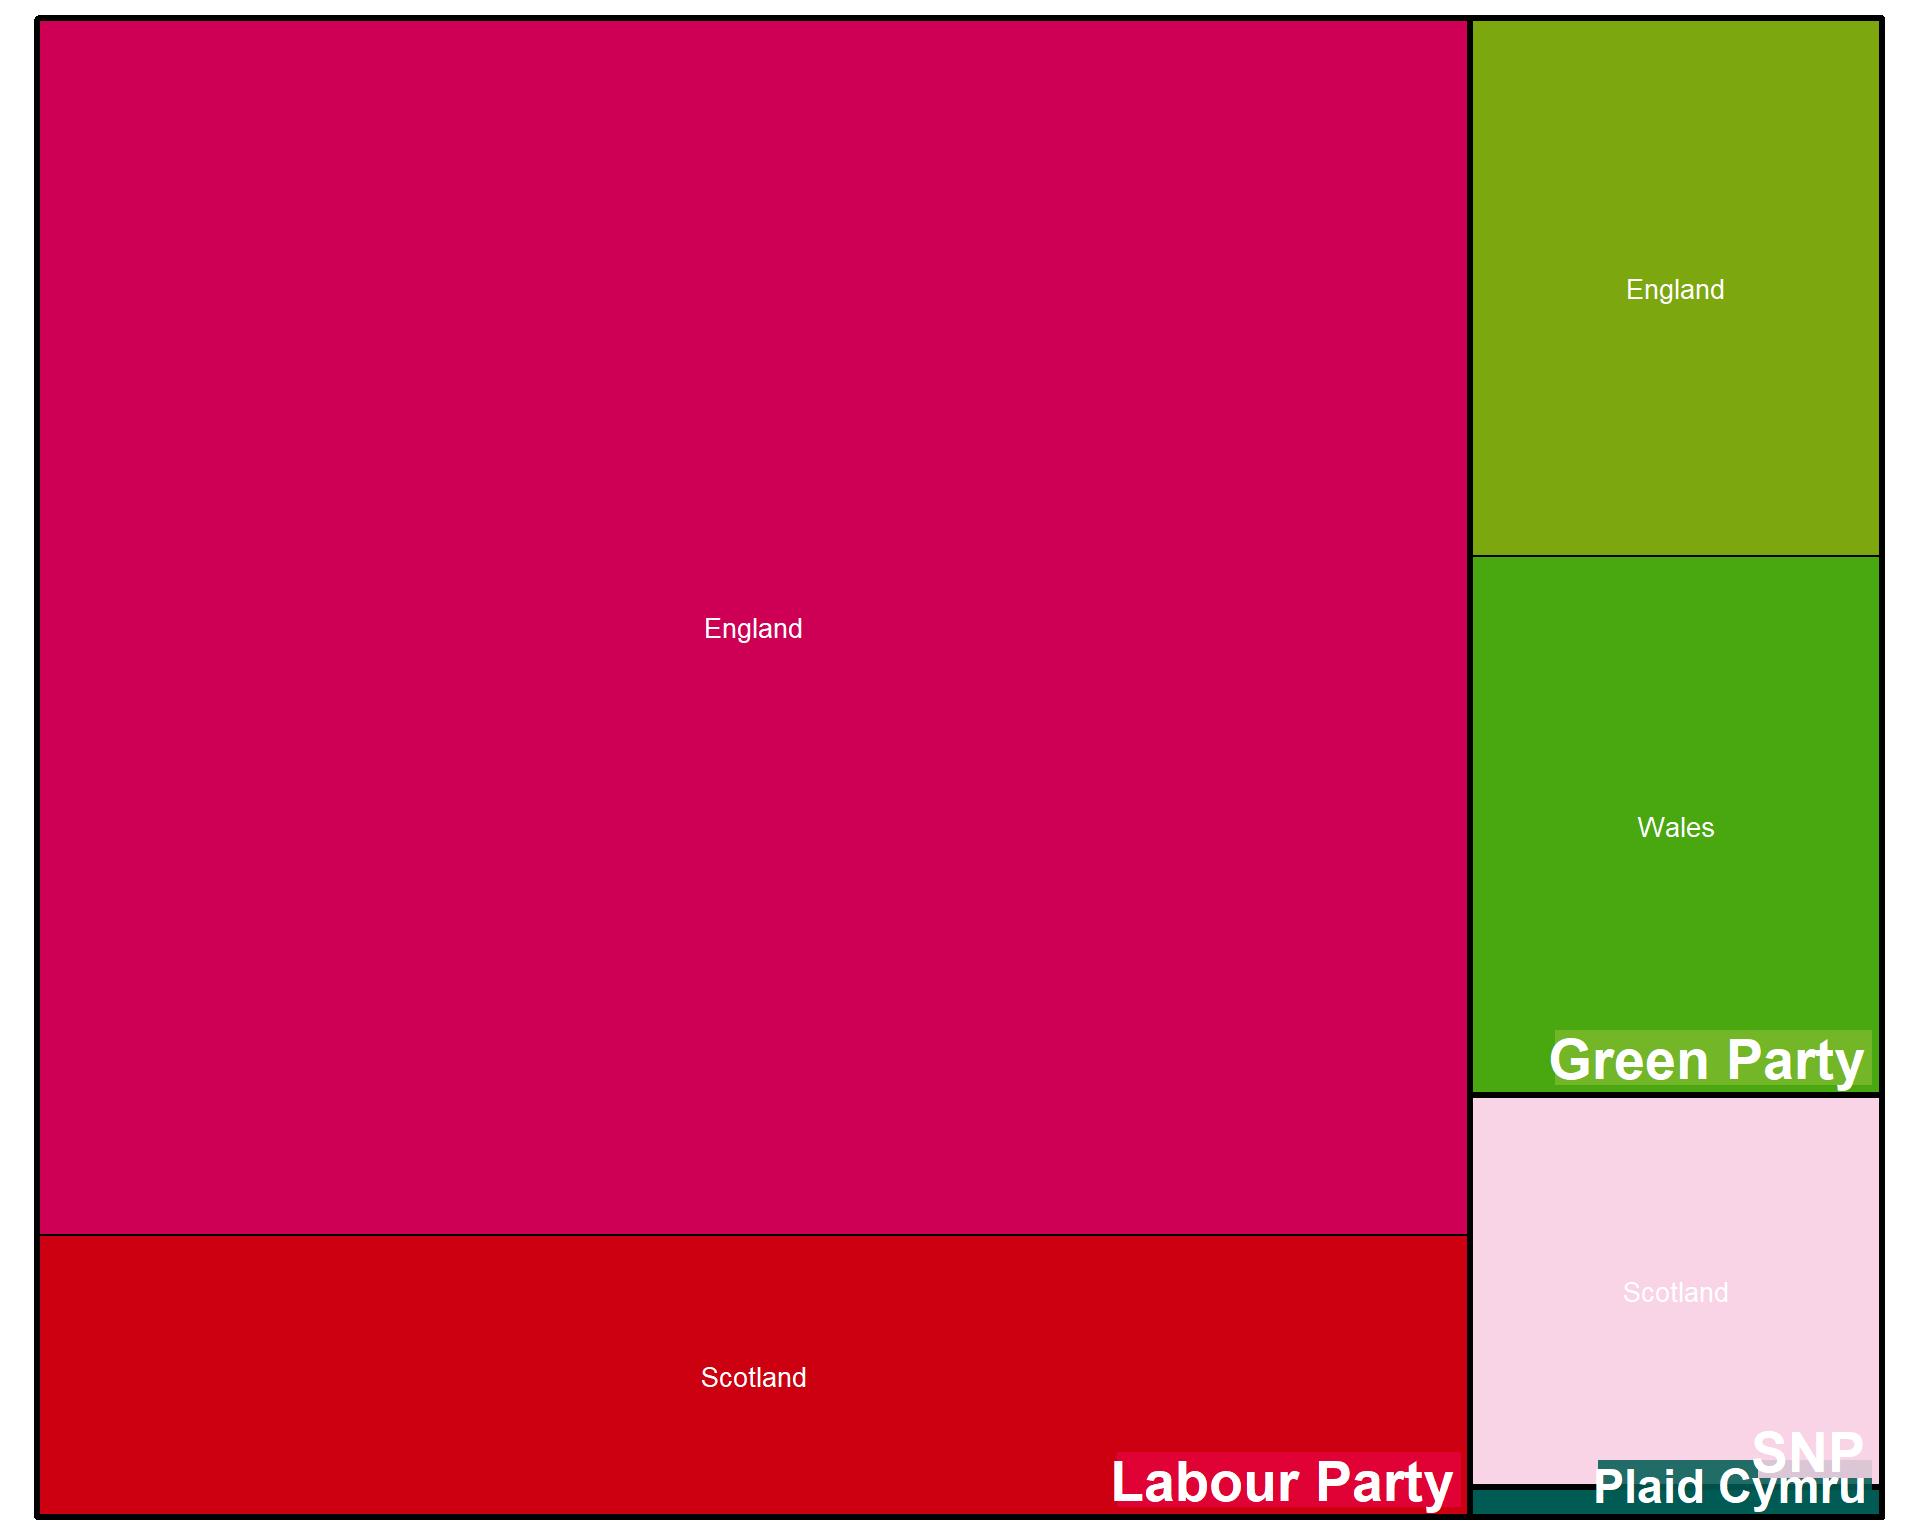 England
England
Wales
Green Party
Scotland
Scotland
SNP
Labour Party
Plaid Cymru